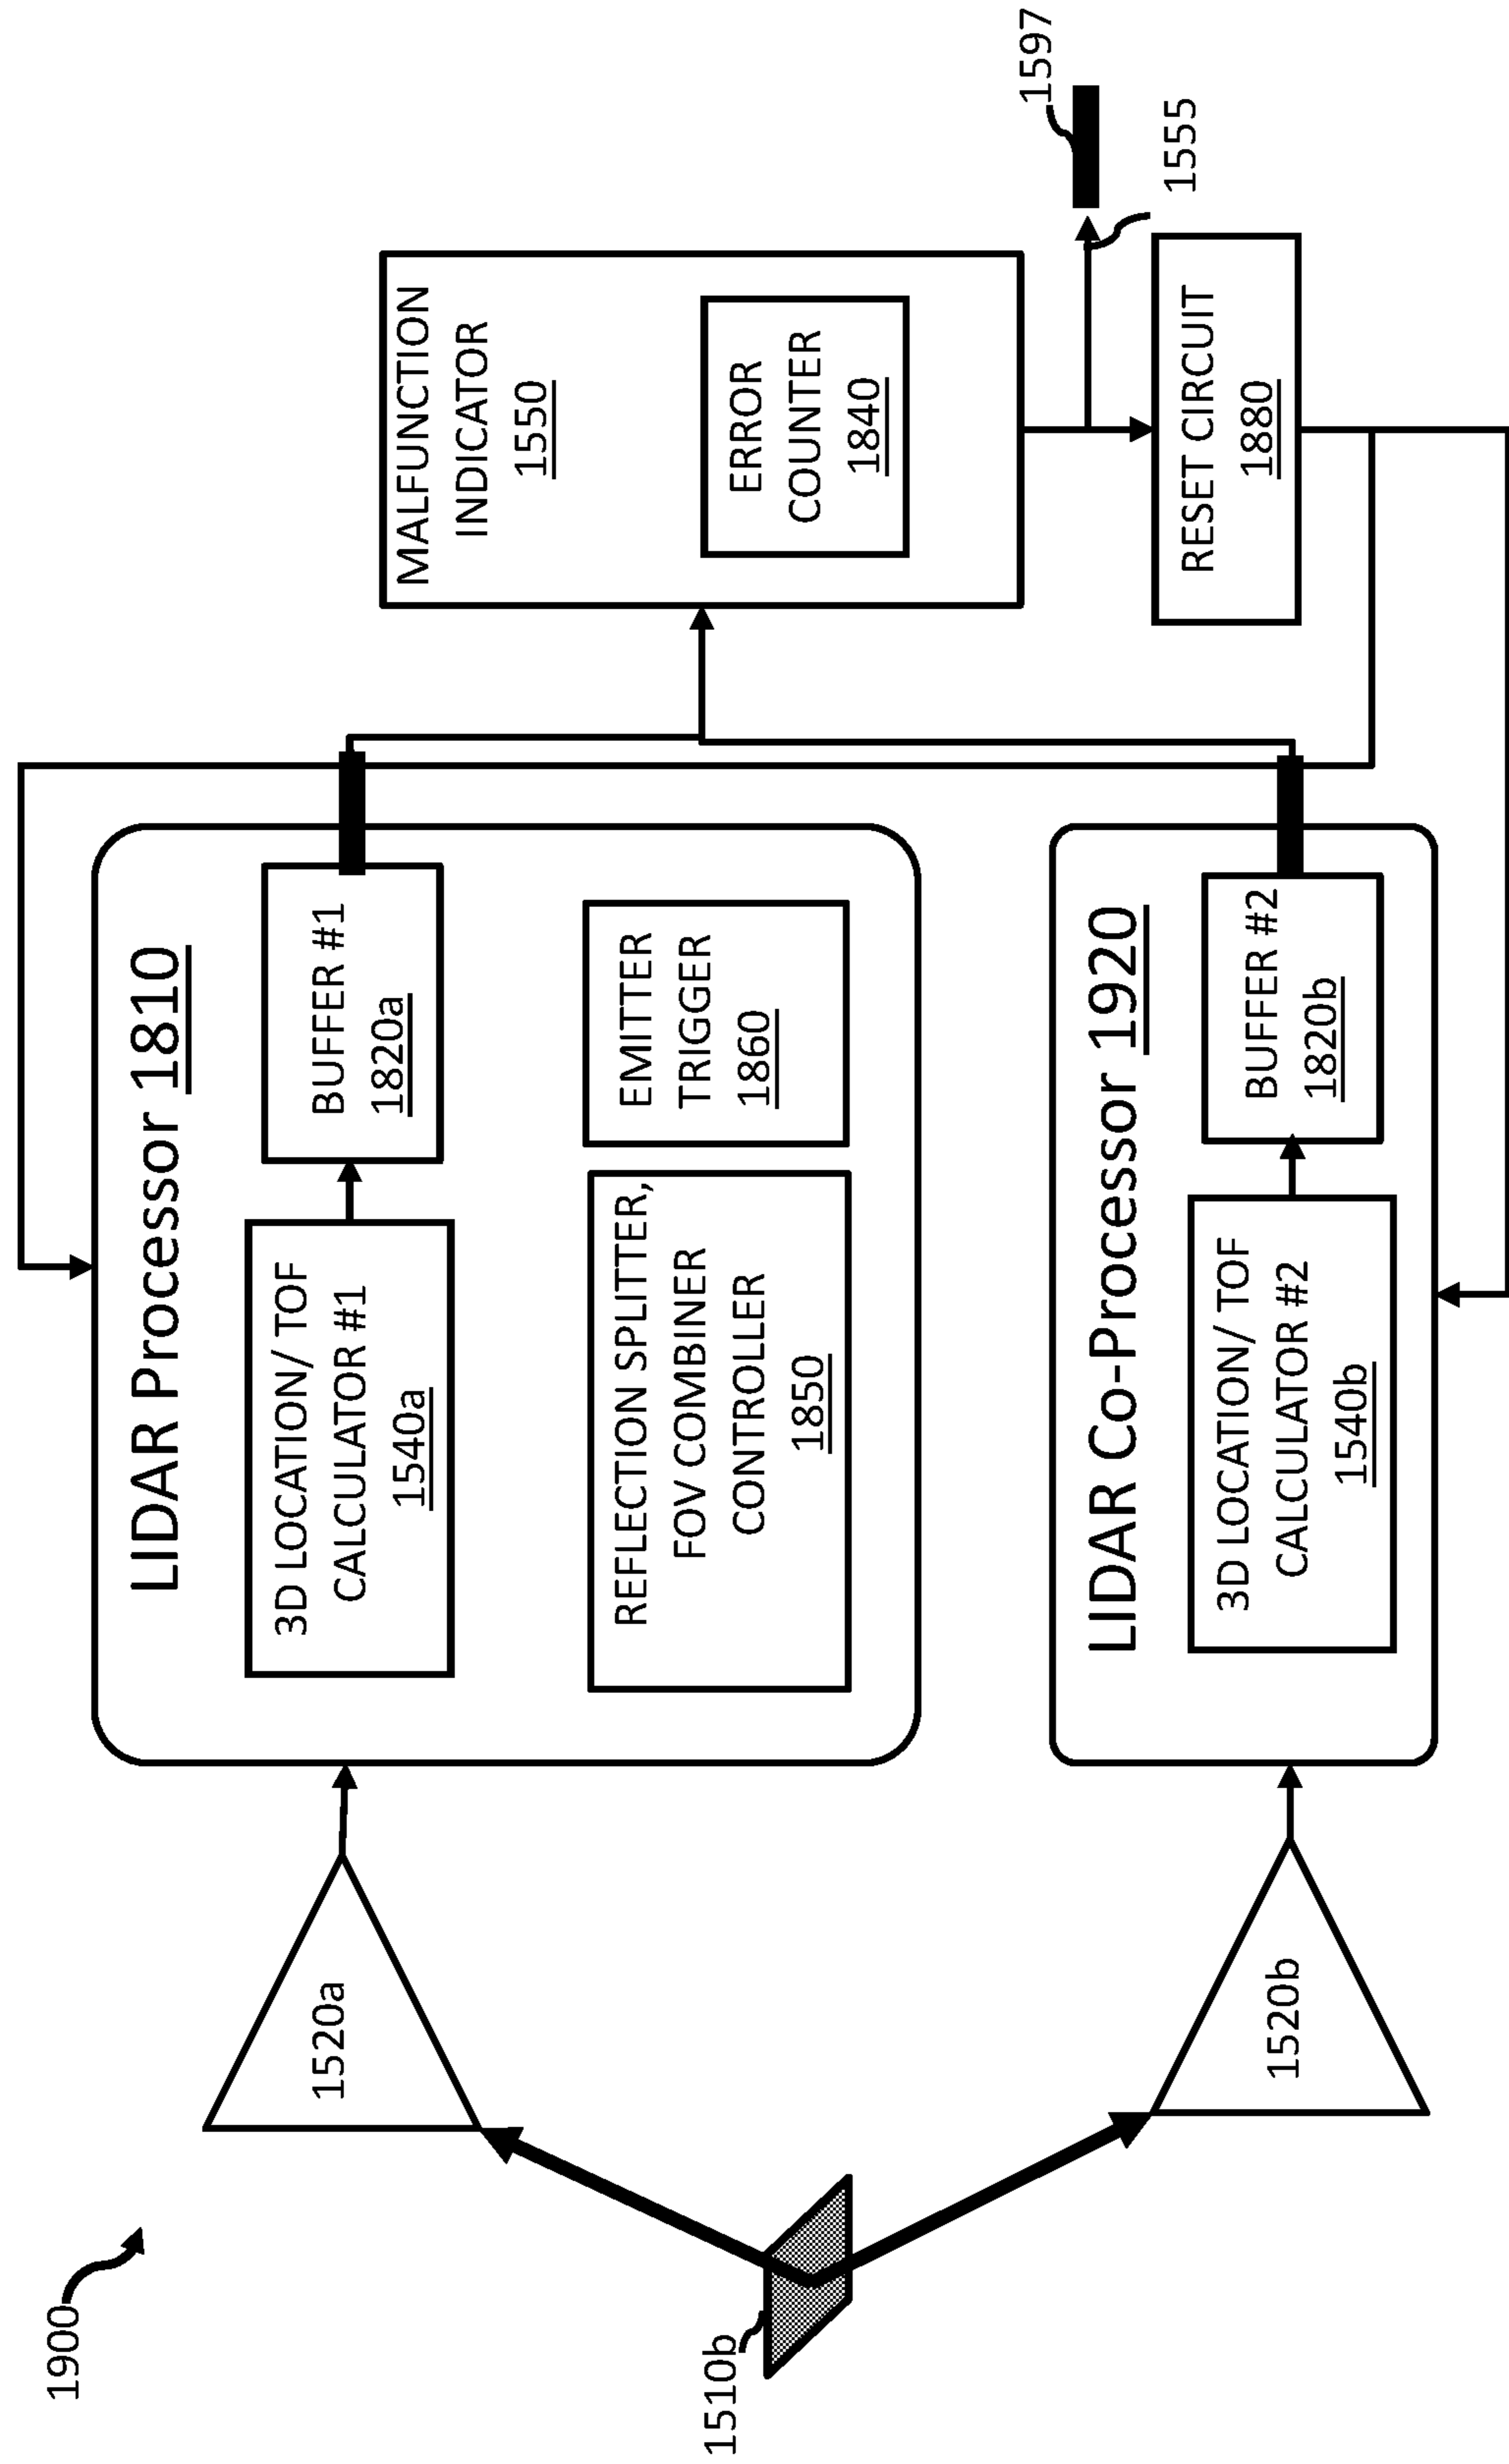 1900
1510b
1520a
1520b
LIDAR Processor 1810
3D LOCATION/ TOF
CALCULATOR #1
1540a
BUFFER #1
1820a
REFLECTION SPLITTER,
FOV COMBINER
CONTROLLER
1850
EMITTER
TRIGGER
1860
LIDAR Co-Processor 1920
3D LOCATION/ TOF
CALCULATOR #2
1540b
BUFFER #2
1820b
MALFUNCTION
INDICATOR
1550
ERROR
COUNTER
1840
1597
1555
RESET CIRCUIT
1880